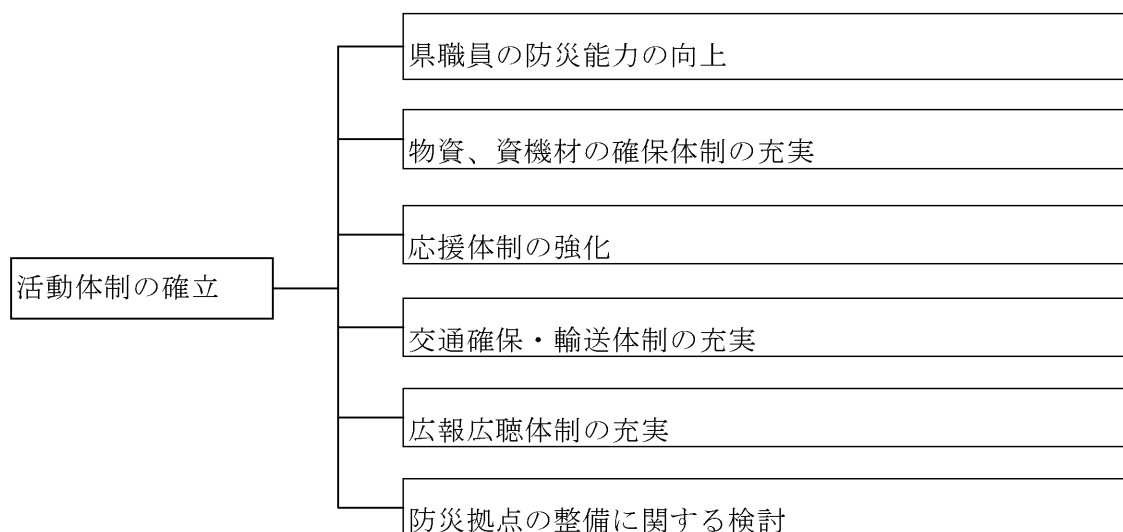 県職員の防災能力の向上
物資、資機材の確保体制の充実
応援体制の強化
活動体制の確立
交通確保・輸送体制の充実
広報広聴体制の充実
防災拠点の整備に関する検討